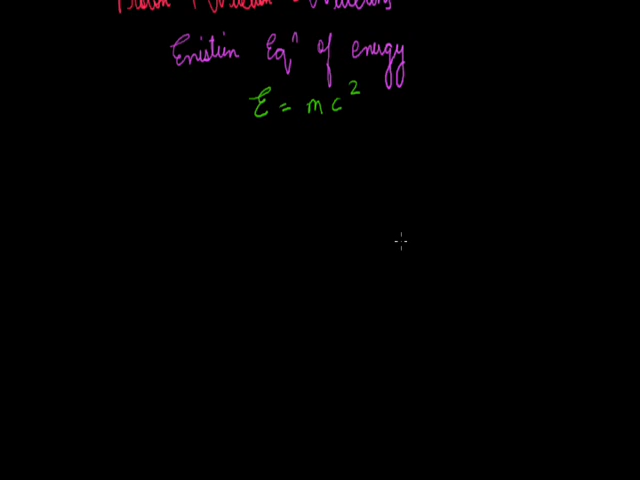 Enistien Eqⁿ of energy
E = mc²